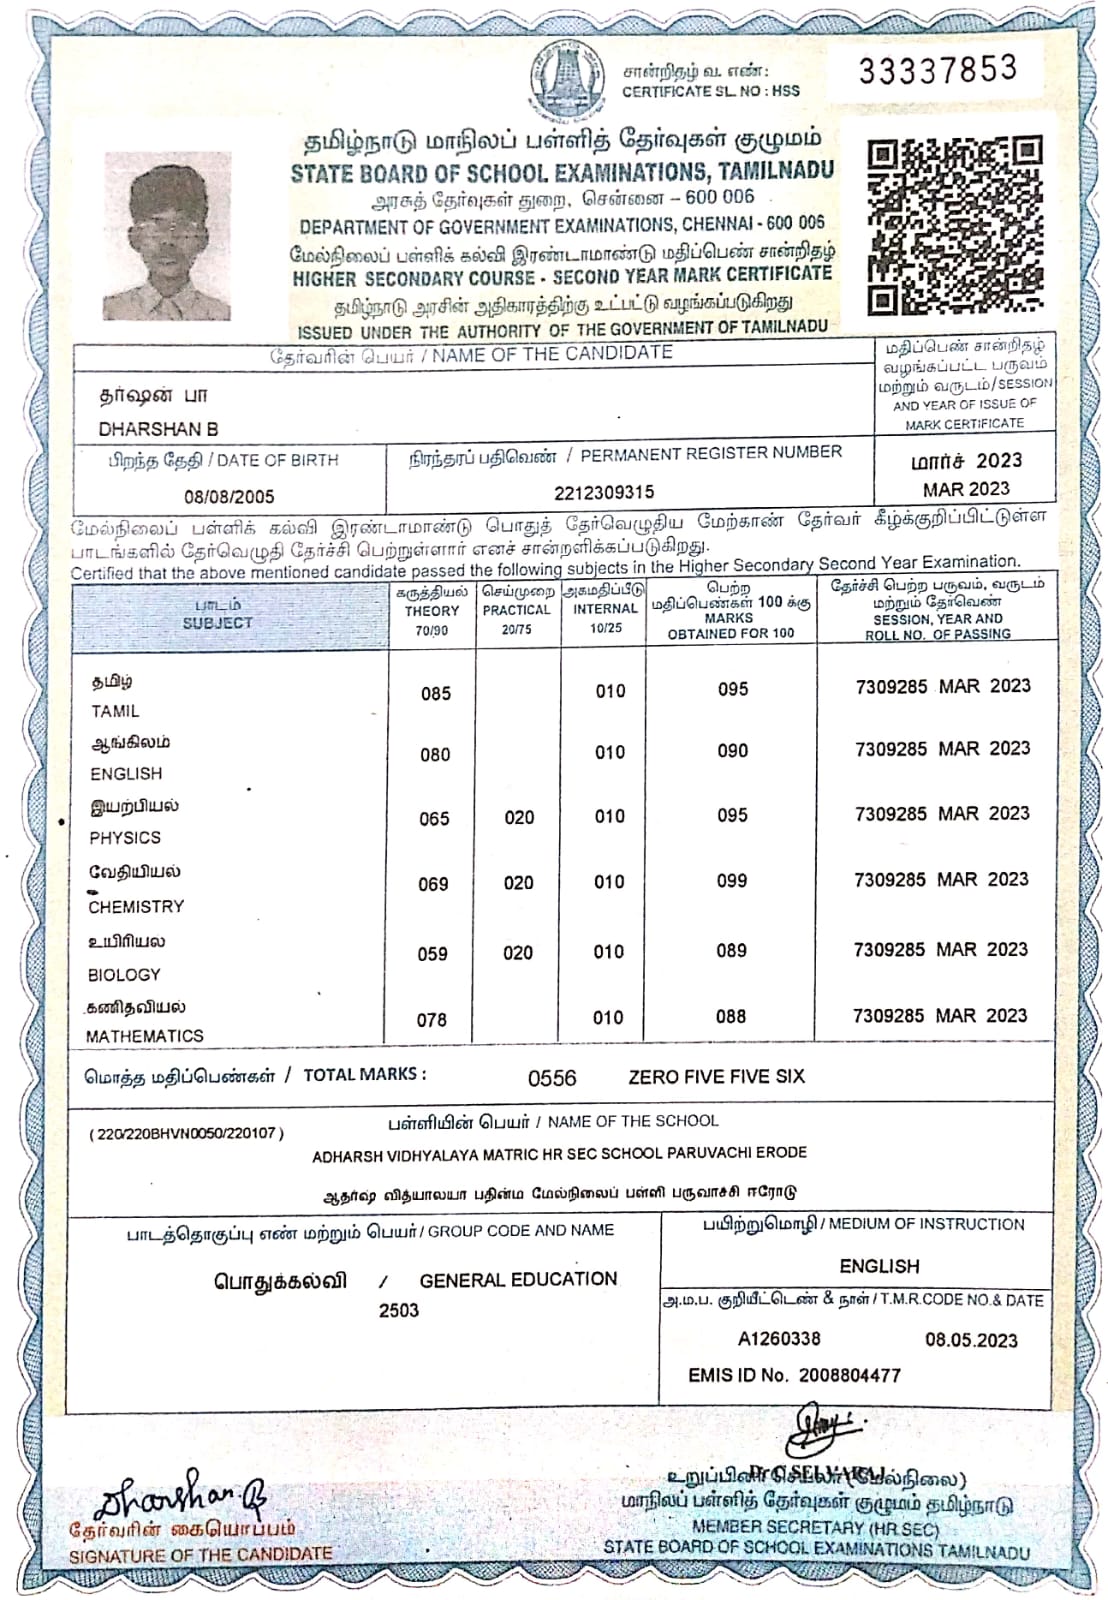 சான்றிதழ் வ. எண்:
CERTIFICATE SL. NO : HSS
33337853
தமிழ்நாடு மாநிலப் பள்ளித் தேர்வுகள் குழுமம்
STATE BOARD OF SCHOOL EXAMINATIONS, TAMILNADU
அரசுத் தேர்வுகள் துறை, சென்னை – 600 006
DEPARTMENT OF GOVERNMENT EXAMINATIONS, CHENNAI - 600 006
மேல்நிலைப் பள்ளிக் கல்வி இரண்டாமாண்டு மதிப்பெண் சான்றிதழ்
HIGHER SECONDARY COURSE - SECOND YEAR MARK CERTIFICATE
தமிழ்நாடு அரசின் அதிகாரத்திற்கு உட்பட்டு வழங்கப்படுகிறது
ISSUED UNDER THE AUTHORITY OF THE GOVERNMENT OF TAMILNADU
தேர்வரின் பெயர் / NAME OF THE CANDIDATE
தர்ஷன் பா
DHARSHAN B
மதிப்பெண் சான்றிதழ்
வழங்கப்பட்ட பருவம்
மற்றும் வருடம்/SESSION
AND YEAR OF ISSUE OF
MARK CERTIFICATE
பிறந்த தேதி / DATE OF BIRTH
08/08/2005
நிரந்தரப் பதிவெண் / PERMANENT REGISTER NUMBER
2212309315
மார்ச் 2023
MAR 2023
மேல்நிலைப் பள்ளிக் கல்வி இரண்டாமாண்டு பொதுத் தேர்வெழுதிய மேற்காண் தேர்வர் கீழ்க்குறிப்பிட்டுள்ள
பாடங்களில் தேர்வெழுதி தேர்ச்சி பெற்றுள்ளார் எனச் சான்றளிக்கப்படுகிறது.
Certified that the above mentioned candidate passed the following subjects in the Higher Secondary Second Year Examination.
பாடம்
SUBJECT
கருத்தியல்
THEORY
70/90
செய்முறை
PRACTICAL
20/75
அகமதிப்பீடு
INTERNAL
10/25
பெற்ற
மதிப்பெண்கள் 100 க்கு
MARKS
OBTAINED FOR 100
தேர்ச்சி பெற்ற பருவம், வருடம்
மற்றும் தேர்வெண்
SESSION, YEAR AND
ROLL NO. OF PASSING
தமிழ்
TAMIL 085 010 095 7309285 MAR 2023
ஆங்கிலம்
ENGLISH 080 010 090 7309285 MAR 2023
இயற்பியல்
PHYSICS 065 020 010 095 7309285 MAR 2023
வேதியியல்
CHEMISTRY 069 020 010 099 7309285 MAR 2023
உயிரியல்
BIOLOGY 059 020 010 089 7309285 MAR 2023
கணிதவியல்
MATHEMATICS 078 010 088 7309285 MAR 2023
மொத்த மதிப்பெண்கள் / TOTAL MARKS : 0556 ZERO FIVE FIVE SIX
(220/220BHVN0050/220107)
பள்ளியின் பெயர் / NAME OF THE SCHOOL
ADHARSH VIDHYALAYA MATRIC HR SEC SCHOOL PARUVACHI ERODE
ஆதர்ஷ் வித்யாலயா பதின்ம மேல்நிலைப் பள்ளி பருவாச்சி ஈரோடு
பாடத்தொகுப்பு எண் மற்றும் பெயர் / GROUP CODE AND NAME
பொதுக்கல்வி / GENERAL EDUCATION
2503
பயிற்றுமொழி / MEDIUM OF INSTRUCTION
ENGLISH
அ.ம.ப. குறியீட்டெண் & நாள் / T.M.R.CODE NO.& DATE
A1260338 08.05.2023
EMIS ID No. 2008804477
Dharshan.B
தேர்வரின் கையொப்பம்
SIGNATURE OF THE CANDIDATE
உறுப்பினர் செயலர் (மேல்நிலை)
மாநிலப் பள்ளித் தேர்வுகள் குழுமம் தமிழ்நாடு
MEMBER SECRETARY (HR.SEC)
STATE BOARD OF SCHOOL EXAMINATIONS TAMILNADU